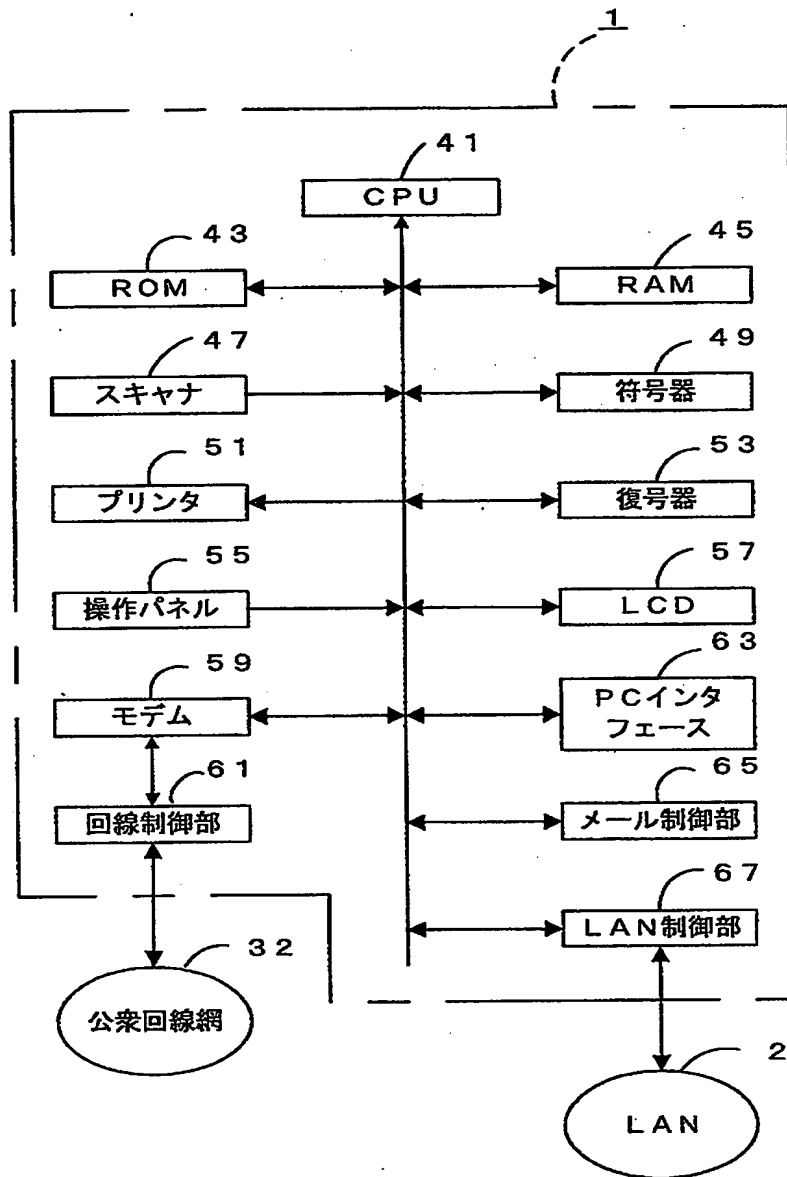 1
41
CPU
43
ROM
45
RAM
47
スキャナ
49
符号器
51
プリンタ
53
復号器
55
操作パネル
57
LCD
59
モデム
63
PCインタ
フェース
61
回線制御部
65
メール制御部
67
LAN制御部
32
公衆回線網
2
LAN